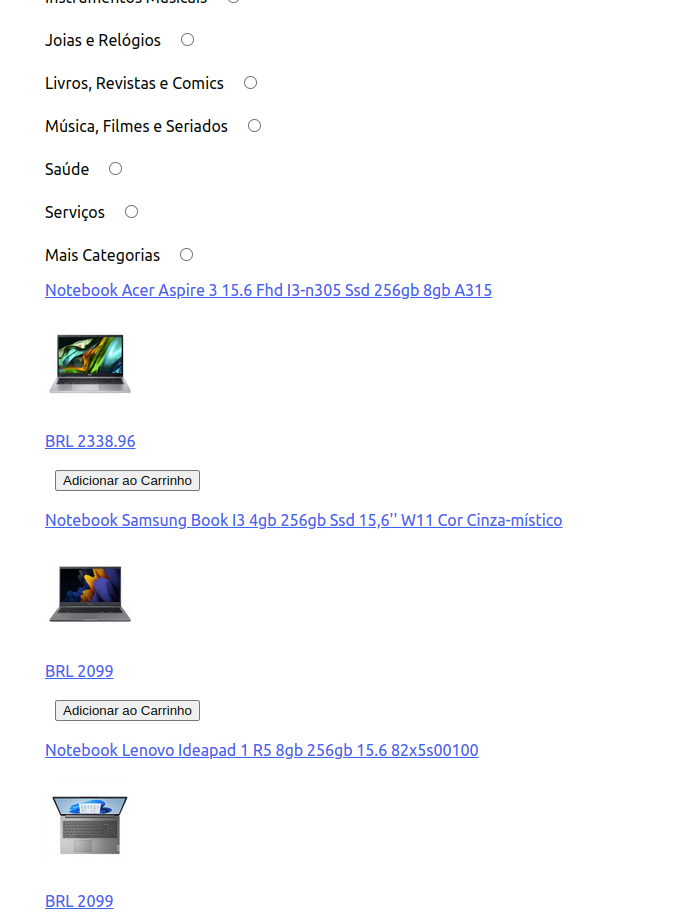 Instrumentos Musicais
Joias e Relógios
Livros, Revistas e Comics
Música, Filmes e Seriados
Saúde
Serviços
Mais Categorias
Notebook Acer Aspire 3 15.6 Fhd I3-n305 Ssd 256gb 8gb A315
BRL 2338.96
Adicionar ao Carrinho
Notebook Samsung Book I3 4gb 256gb Ssd 15,6'' W11 Cor Cinza-místico
BRL 2099
Adicionar ao Carrinho
Notebook Lenovo Ideapad 1 R5 8gb 256gb 15.6 82x5s00100
BRL 2099